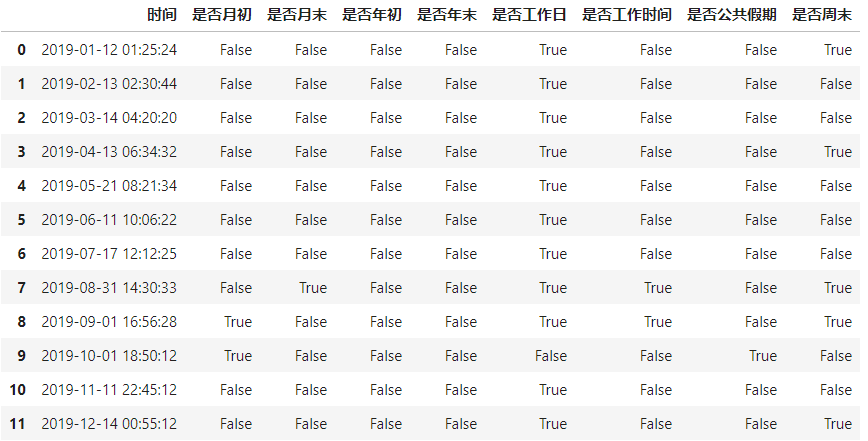 时间 是否月初 是否月末 是否年初 是否年末 是否工作日 是否工作时间 是否公共假期 是否周末
0 2019-01-12 01:25:24 False False False False True False False True
1 2019-02-13 02:30:44 False False False False True False False False
2 2019-03-14 04:20:20 False False False False True False False False
3 2019-04-13 06:34:32 False False False False True False False True
4 2019-05-21 08:21:34 False False False False True False False False
5 2019-06-11 10:06:22 False False False False True False False False
6 2019-07-17 12:12:25 False False False False True False False False
7 2019-08-31 14:30:33 False True False False True True False True
8 2019-09-01 16:56:28 True False False False True True False True
9 2019-10-01 18:50:12 True False False False False False True False
10 2019-11-11 22:45:12 False False False False True False False False
11 2019-12-14 00:55:12 False False False False True False False True